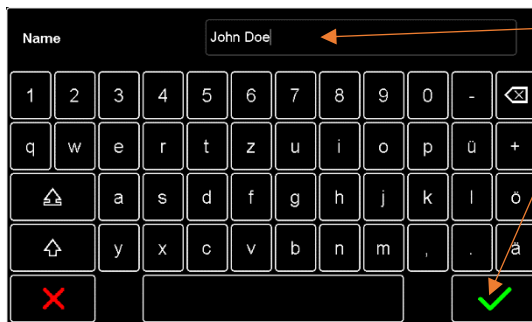 Name John Doe
1 2 3 4 5 6 7 8 9 0 -
q w e r t z u i o p ü +
a s d f g h j k l ö
y x c v b n m , . ä